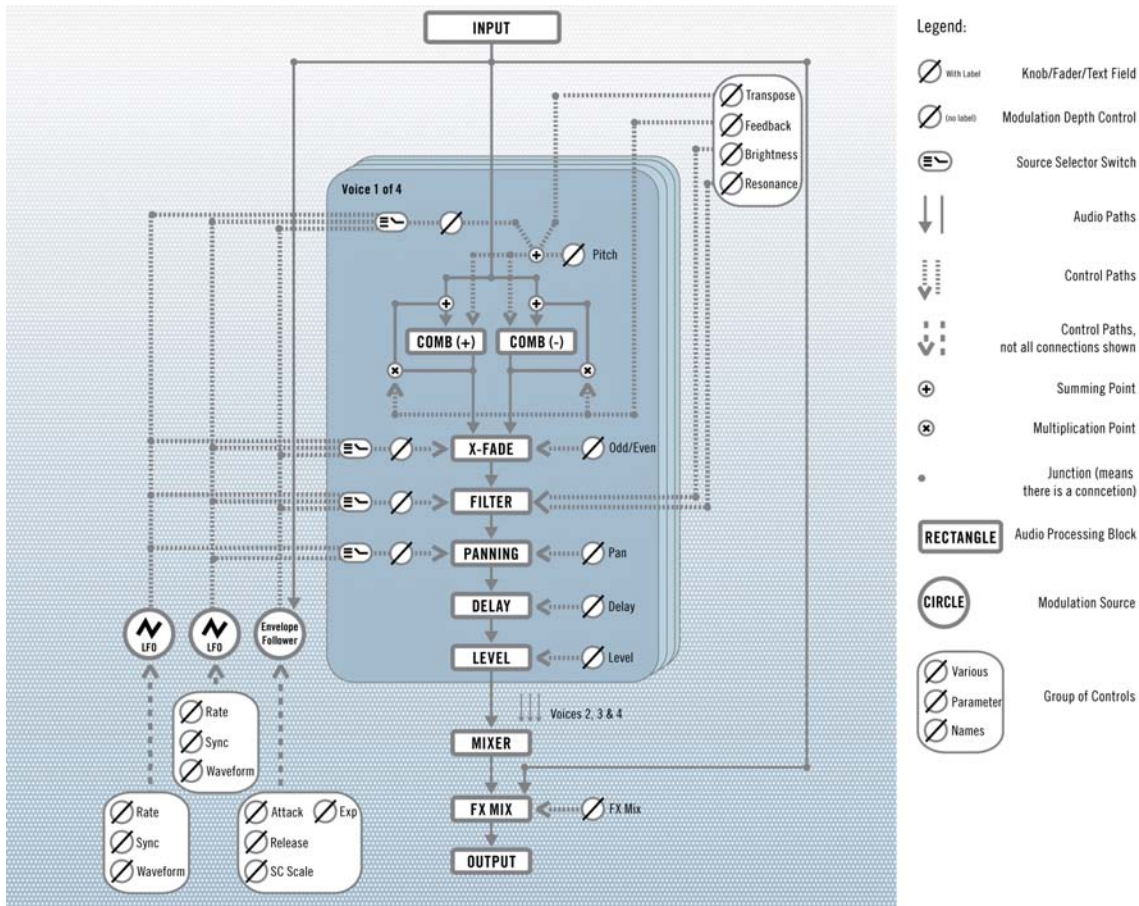 INPUT
Transpose
Feedback
Brightness
Resonance
Voice 1 of 4
Pitch
COMB (+)
COMB (-)
X-FADE
Odd/Even
FILTER
PANNING
Pan
DELAY
Delay
LEVEL
Level
LFO
LFO
Envelope
Follower
Rate
Sync
Waveform
Rate
Sync
Waveform
Attack
Exp
Release
SC Scale
Voices 2, 3 & 4
MIXER
FX MIX
FX Mix
OUTPUT
Legend:
With Label
Knob/Fader/Text Field
(no label)
Modulation Depth Control
Source Selector Switch
Audio Paths
Control Paths
Control Paths,
not all connections shown
Summing Point
Multiplication Point
Junction (means
there is a conncetion)
RECTANGLE
Audio Processing Block
CIRCLE
Modulation Source
Various
Parameter
Names
Group of Controls